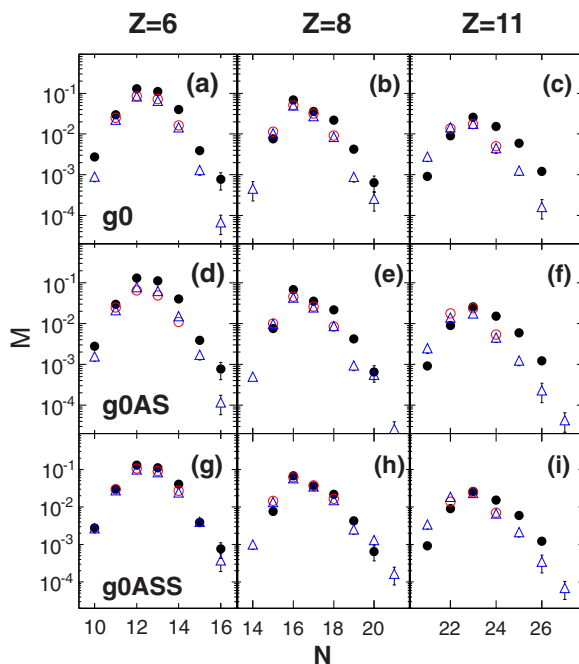 Z=6 Z=8 Z=11
(a) (b) (c)
10⁻¹
10⁻²
10⁻³
10⁻⁴
g0
(d) (e) (f)
10⁻¹
10⁻²
10⁻³
10⁻⁴
g0AS
M
(g) (h) (i)
10⁻¹
10⁻²
10⁻³
10⁻⁴
g0ASS
10 12 14 16 14 16 18 20 22 24 26
N